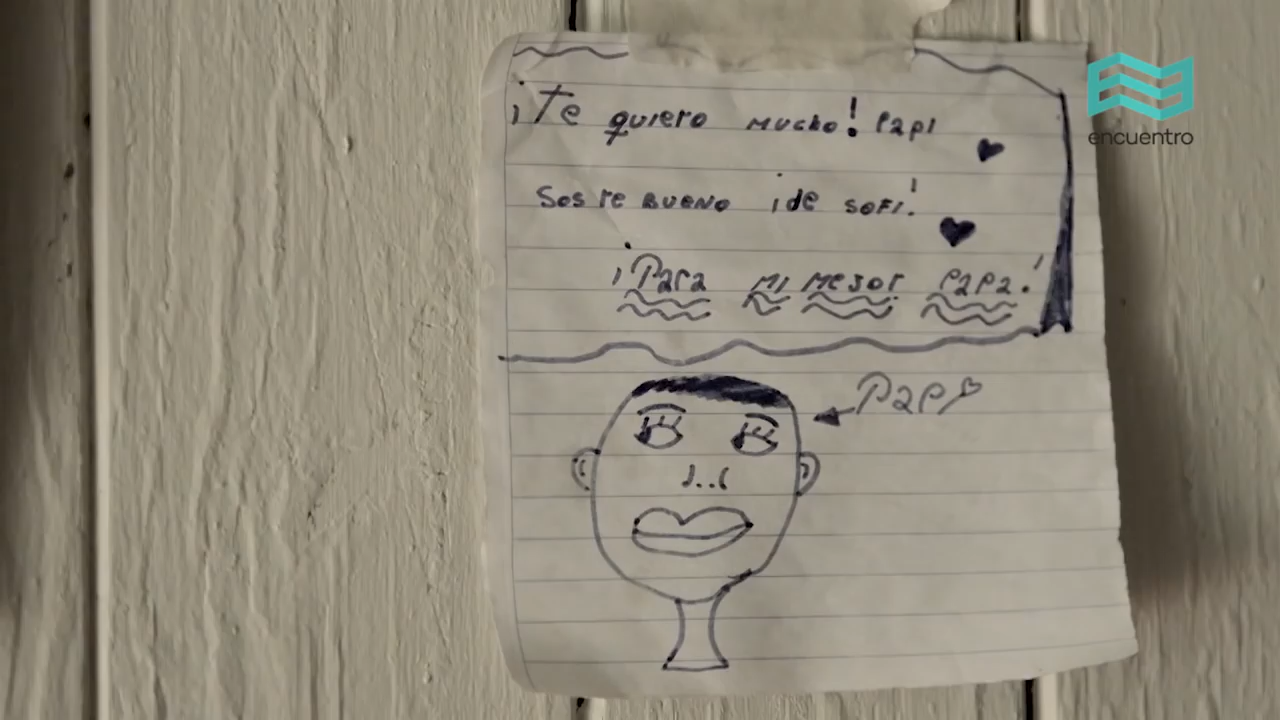 ¡Te quiero mucho! Papi
Sos re BUENO ¡de SOFI!
¡Para mi mejor papa!
Papi
encuentro